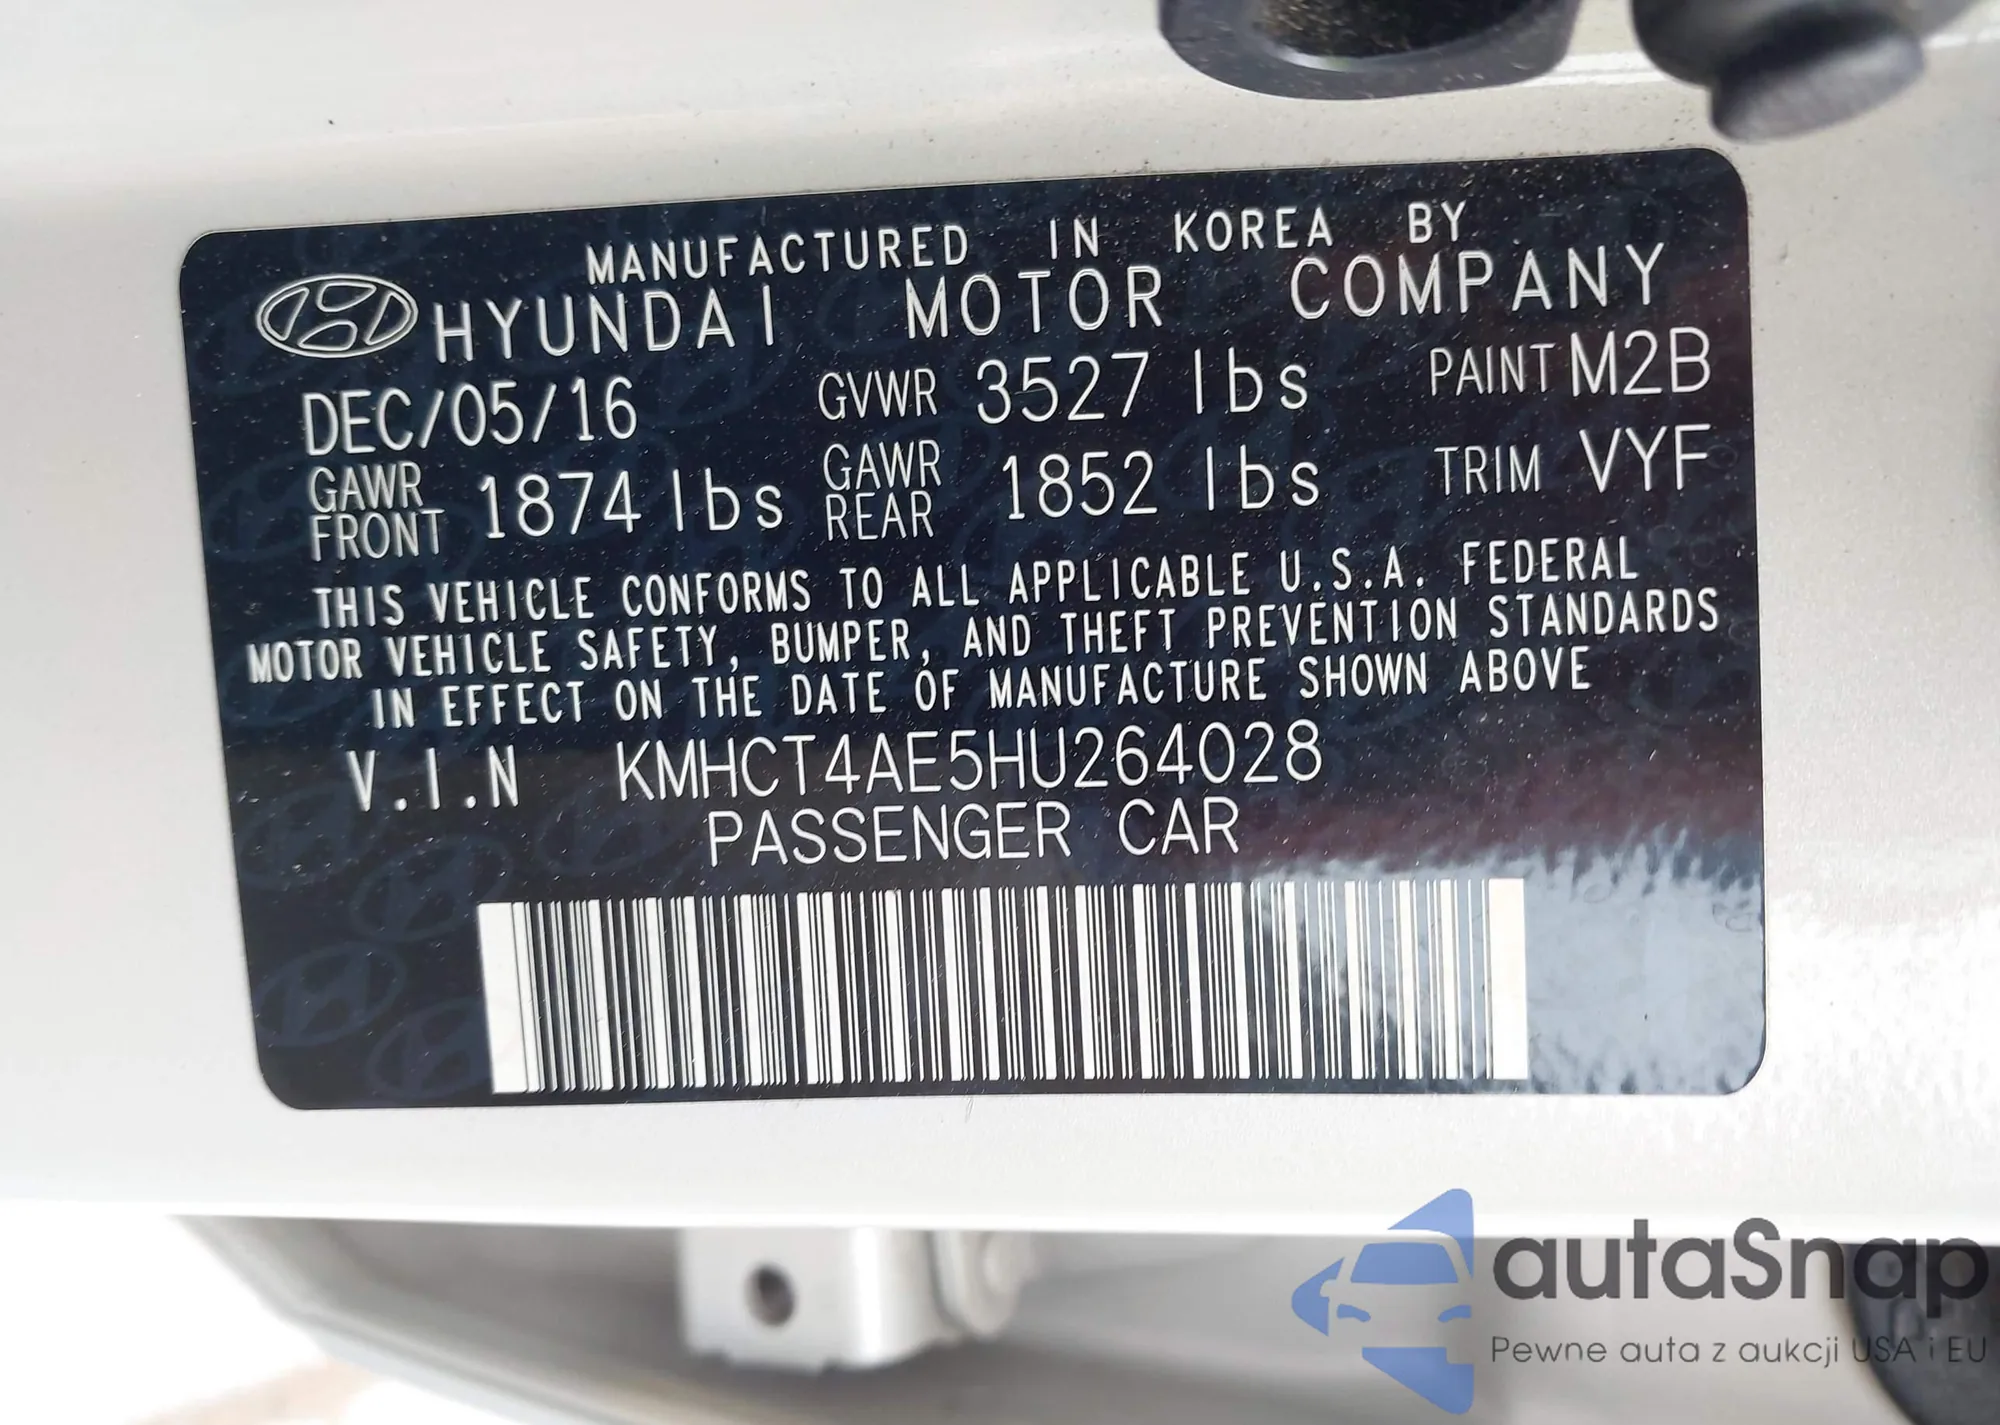 MANUFACTURED IN KOREA BY
HYUNDAI MOTOR COMPANY
DEC/05/16 GVWR 3527 lbs PAINT M2B
GAWR FRONT 1874 lbs GAWR REAR 1852 lbs TRIM VYF
THIS VEHICLE CONFORMS TO ALL APPLICABLE U.S.A. FEDERAL
MOTOR VEHICLE SAFETY, BUMPER, AND THEFT PREVENTION STANDARDS
IN EFFECT ON THE DATE OF MANUFACTURE SHOWN ABOVE
V.I.N KMHCT4AE5HU264028
PASSENGER CAR
autaSnap
Pewne auta z aukcji USA i EU